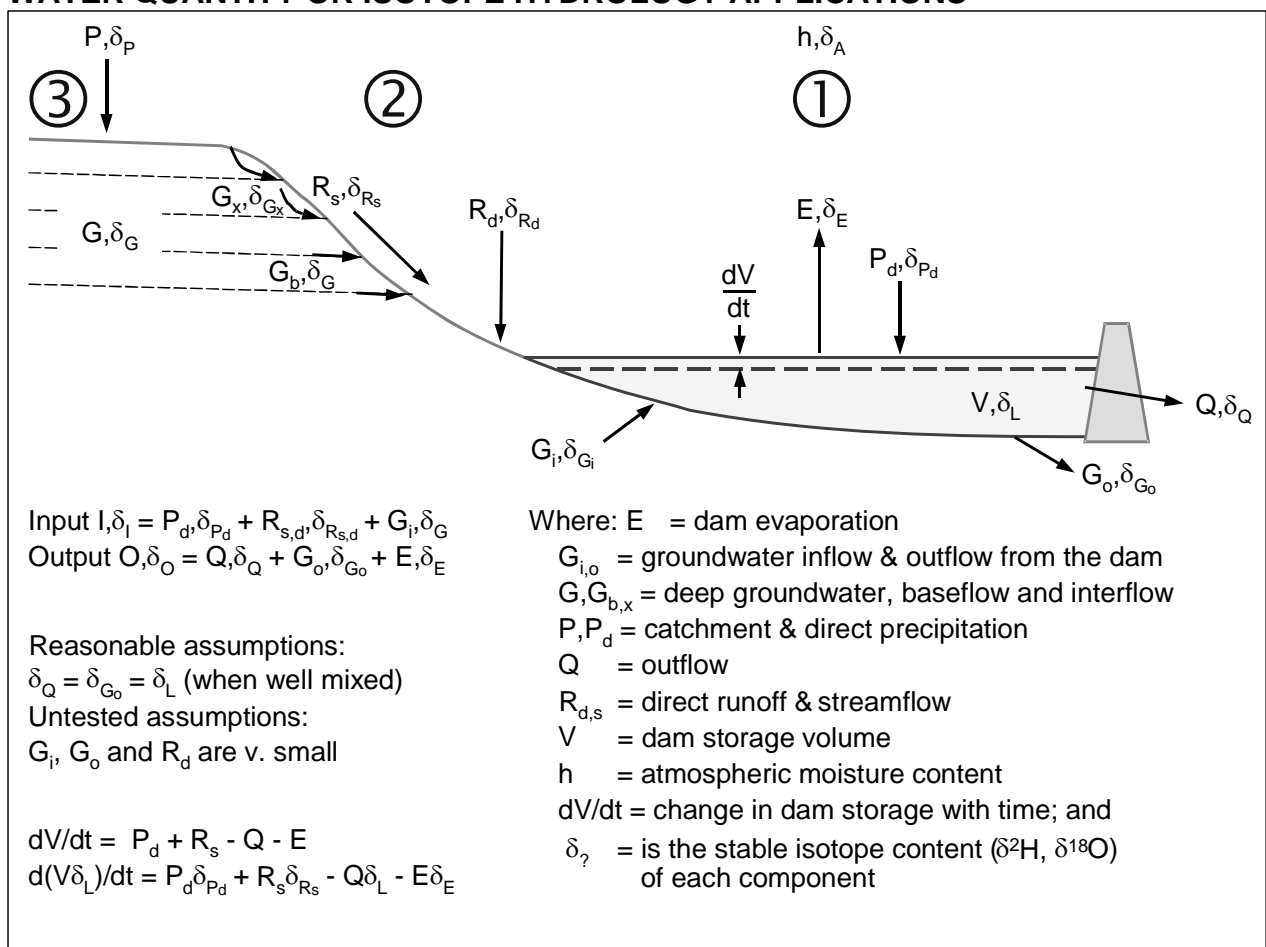 WATER QUANTITY OR ISOTOPE HYDROLOGY APPLICATIONS
P,δP
h,δA
③
②
①
Gx,δGx
Rs,δRs
Rd,δRd
E,δE
Pd,δPd
G,δG
Gb,δG
dV
dt
V,δL
Q,δQ
Gi,δGi
Go,δGo
Input I,δI = Pd,δPd + Rs,d,δRs,d + Gi,δG
Output O,δO = Q,δQ + Go,δGo + E,δE
Reasonable assumptions:
δQ = δGo = δL (when well mixed)
Untested assumptions:
Gi, Go and Rd are v. small
dV/dt = Pd + Rs - Q - E
d(VδL)/dt = PdδPd + RsδRs - QδL - EδE
Where: E = dam evaporation
Gi,o = groundwater inflow & outflow from the dam
G,Gb,x = deep groundwater, baseflow and interflow
P,Pd = catchment & direct precipitation
Q = outflow
Rd,s = direct runoff & streamflow
V = dam storage volume
h = atmospheric moisture content
dV/dt = change in dam storage with time; and
δ? = is the stable isotope content (δ²H, δ¹⁸O)
of each component